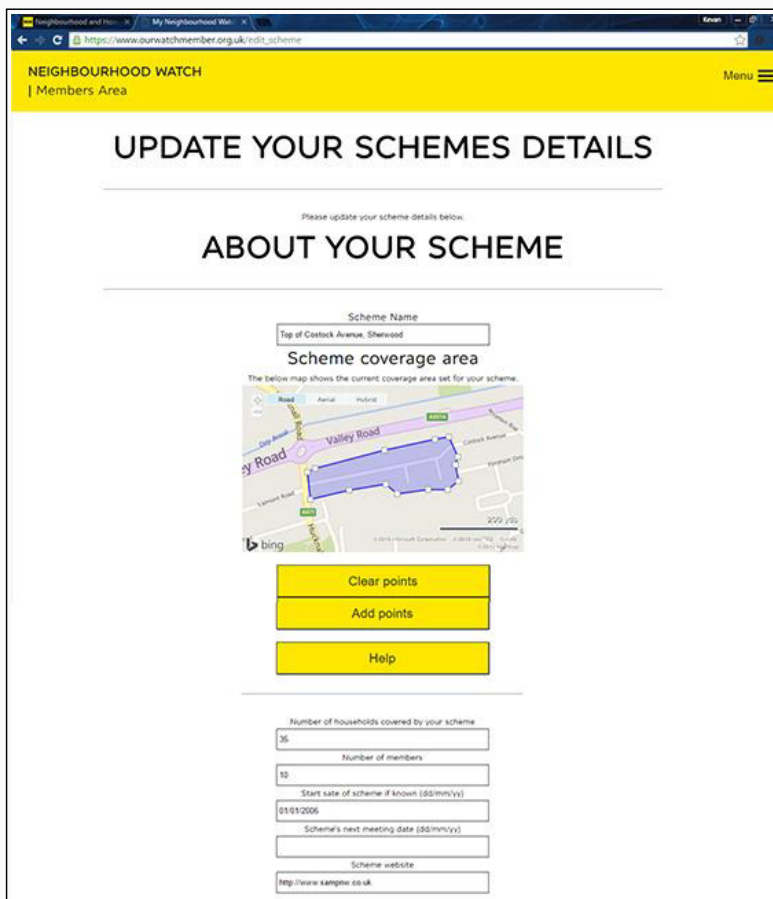 Neighbourhood and Hom
My Neighbourhood Wat
Kevan
https://www.ourwatchmember.org.uk/edit_scheme
NEIGHBOURHOOD WATCH
| Members Area
Menu
UPDATE YOUR SCHEMES DETAILS
Please update your scheme details below.
ABOUT YOUR SCHEME
Scheme Name
Top of Costock Avenue, Sherwood
Scheme coverage area
The below map shows the current coverage area set for your scheme.
Road Aerial Hybrid
Valley Road
Costock Avenue
Valmont Road
A611
200 yds
bing
Clear points
Add points
Help
Number of households covered by your scheme
35
Number of members
10
Start sate of scheme if known (dd/mm/yy)
01/01/2006
Scheme's next meeting date (dd/mm/yy)
Scheme website
http://www.sampnw.co.uk